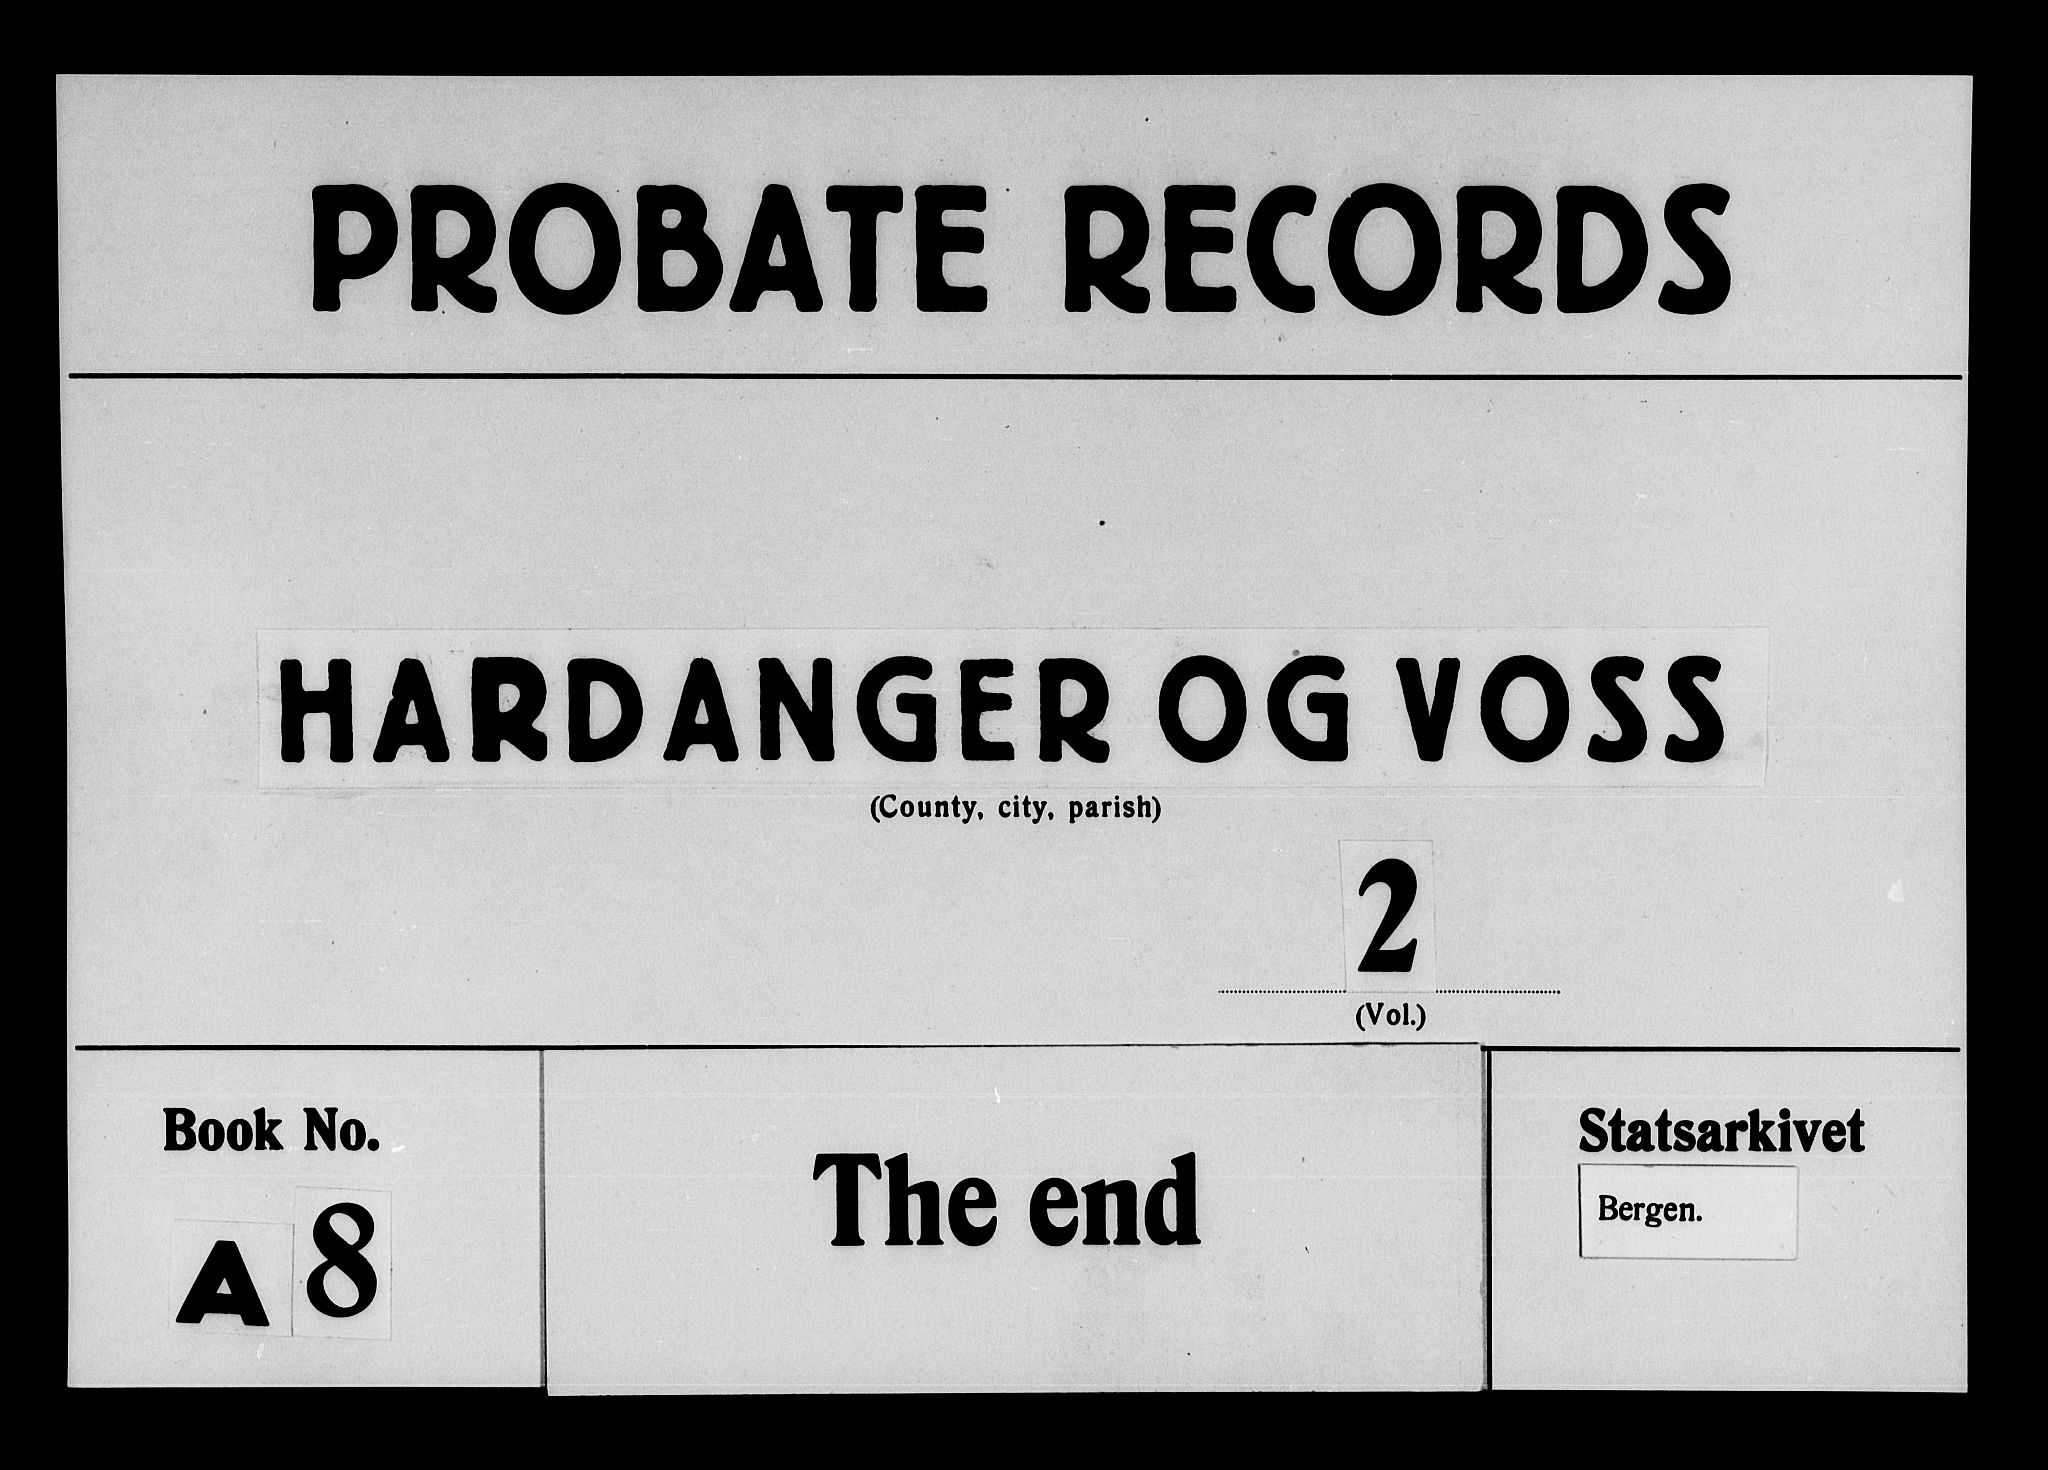 PROBATE RECORDS
HARDANGER OG VOSS
(County, city, parish)
2
(Vol.)
Book No.
A 8
The end
Statsarkivet
Bergen.